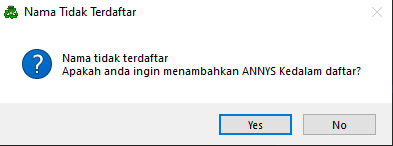 Nama Tidak Terdaftar
Nama tidak terdaftar
Apakah anda ingin menambahkan ANNYS Kedalam daftar?
Yes
No